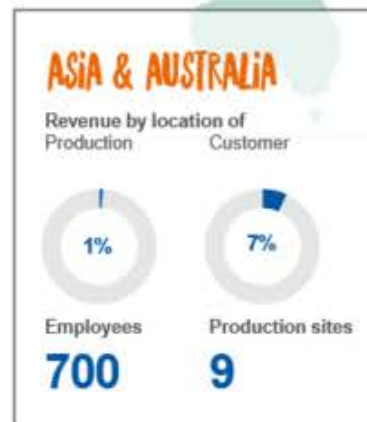 ASiA & AUSTRALiA
Revenue by location of
Production Customer
1% 7%
Employees Production sites
700 9